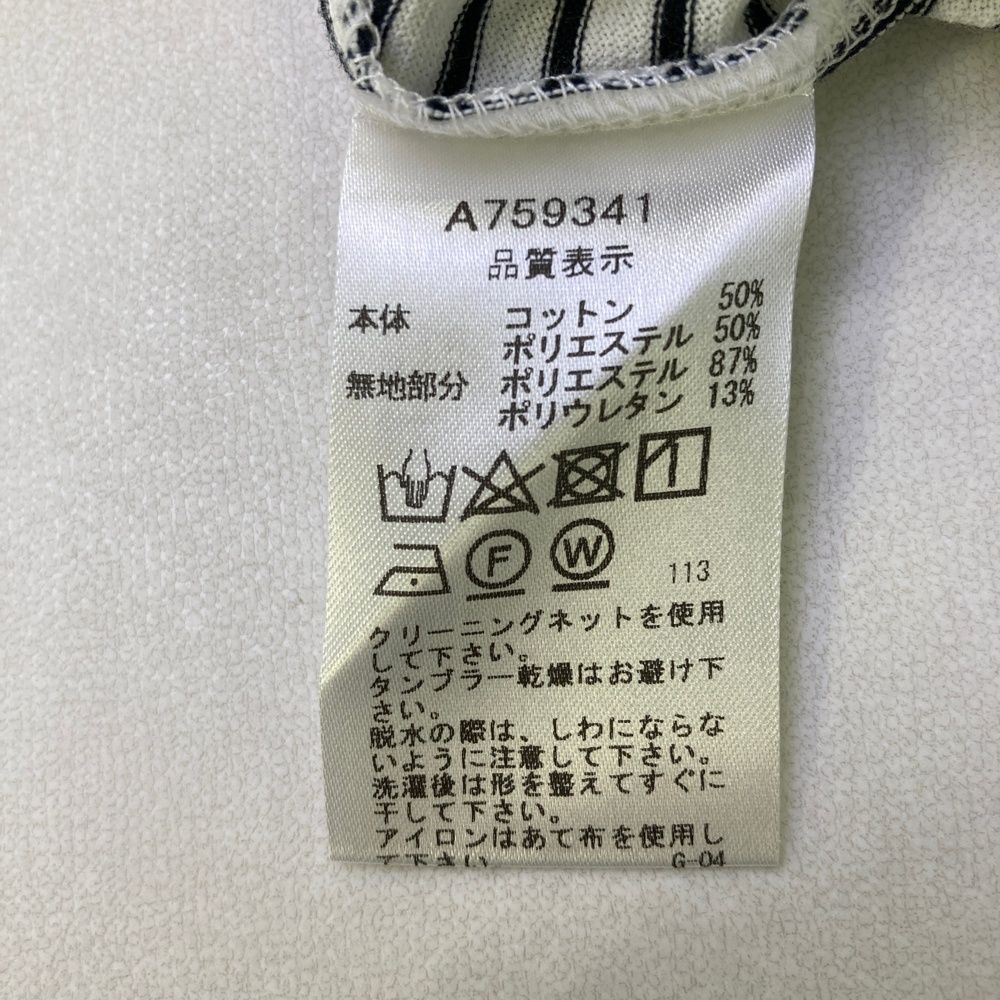 A759341
品質表示
本体 コットン 50%
ポリエステル 50%
無地部分 ポリエステル 87%
ポリウレタン 13%
F W 113
クリーニングネットを使用
して下さい。
タンブラー乾燥はお避け下
さい。
脱水の際は、しわにならな
いように注意して下さい。
洗濯後は形を整えてすぐに
干して下さい。
アイロンはあて布を使用し
て下さい G-04